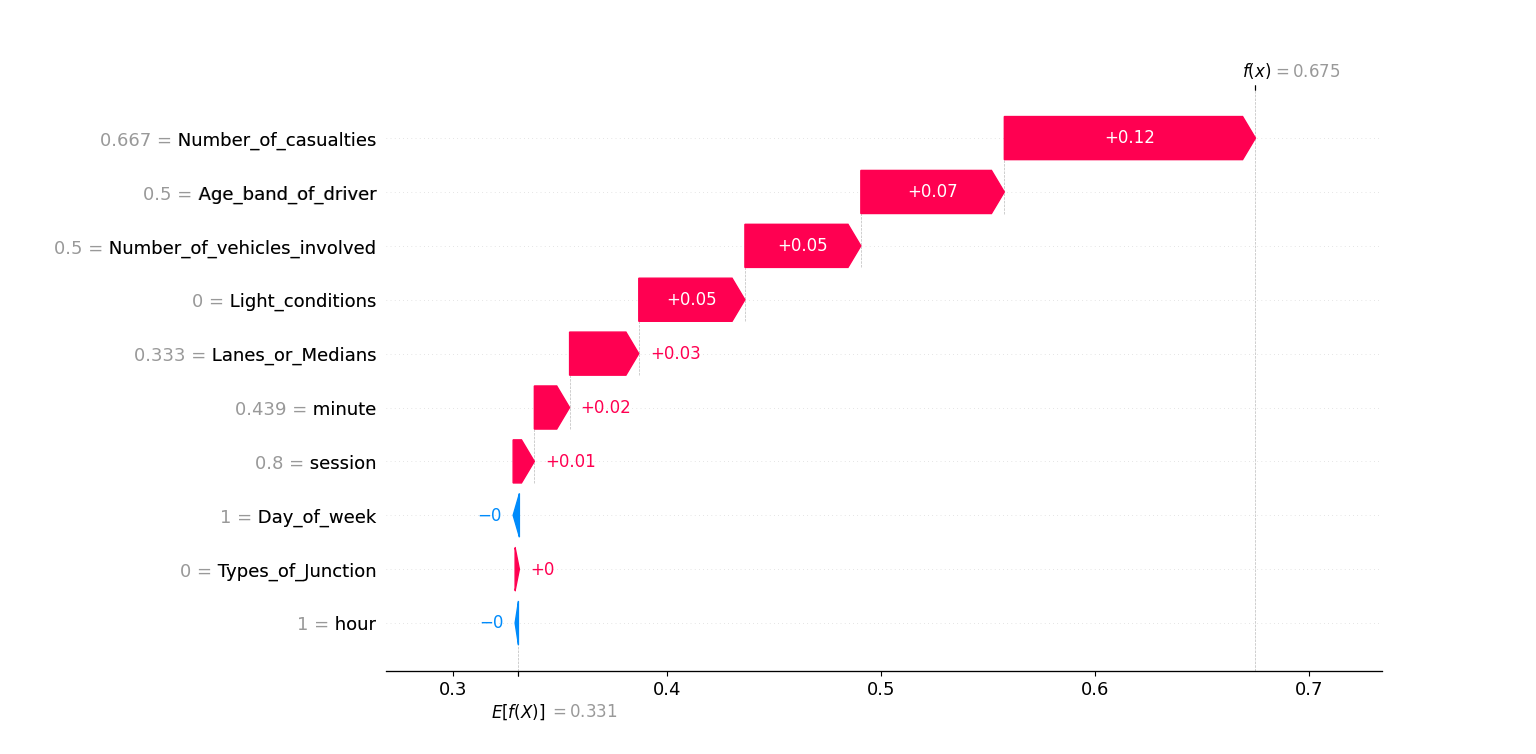 f(x) = 0.675
0.667 = Number_of_casualties
+0.12
0.5 = Age_band_of_driver
+0.07
0.5 = Number_of_vehicles_involved
+0.05
0 = Light_conditions
+0.05
0.333 = Lanes_or_Medians
+0.03
0.439 = minute
+0.02
0.8 = session
+0.01
1 = Day_of_week
−0
0 = Types_of_Junction
+0
1 = hour
−0
0.3 0.4 0.5 0.6 0.7
E[f(X)] = 0.331